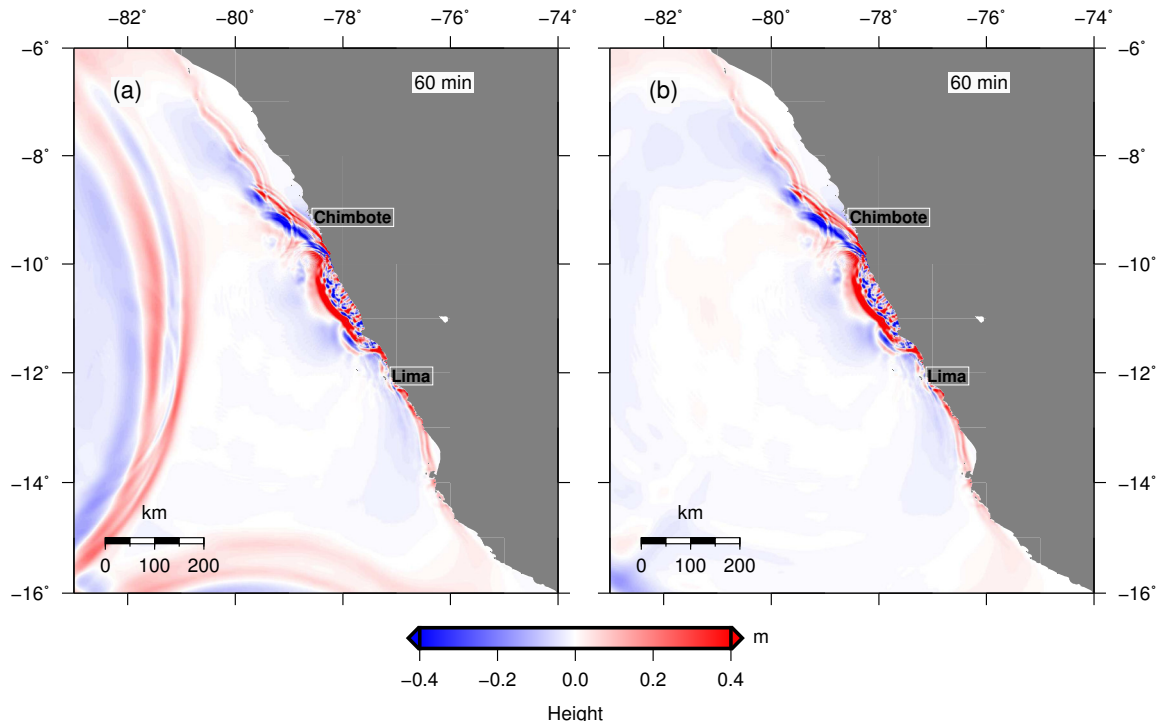 −82° −80° −78° −76° −74° −82° −80° −78° −76° −74°
−6° −6°
(a) 60 min (b) 60 min
−8° −8°
Chimbote Chimbote
−10° −10°
−12° Lima Lima −12°
−14° −14°
km km
0 100 200 0 100 200
−16° −16°
m
−0.4 −0.2 0.0 0.2 0.4
Height